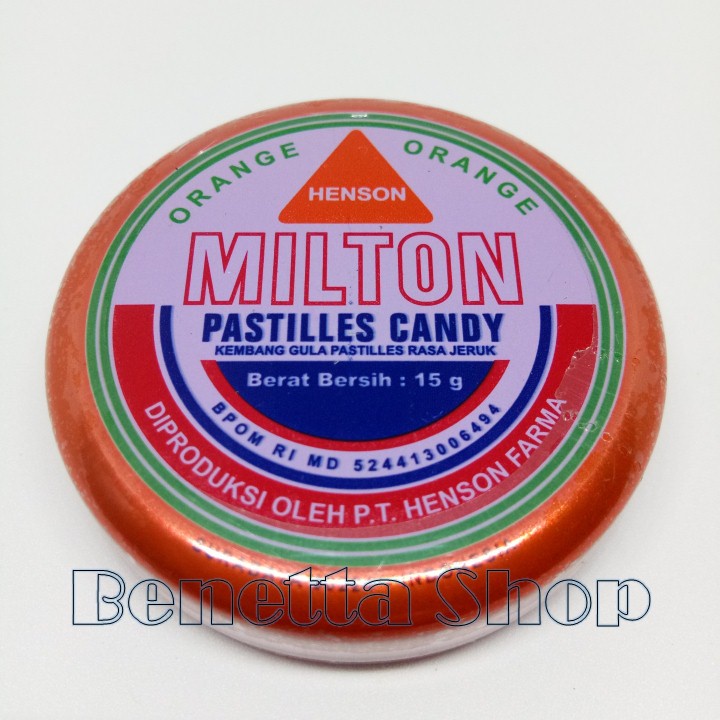 ORANGE ORANGE
HENSON
MILTON
PASTILLES CANDY
KEMBANG GULA PASTILLES RASA JERUK
Berat Bersih : 15 g
BPOM RI MD 524413006494
DIPRODUKSI OLEH P.T. HENSON FARMA
Benetta Shop